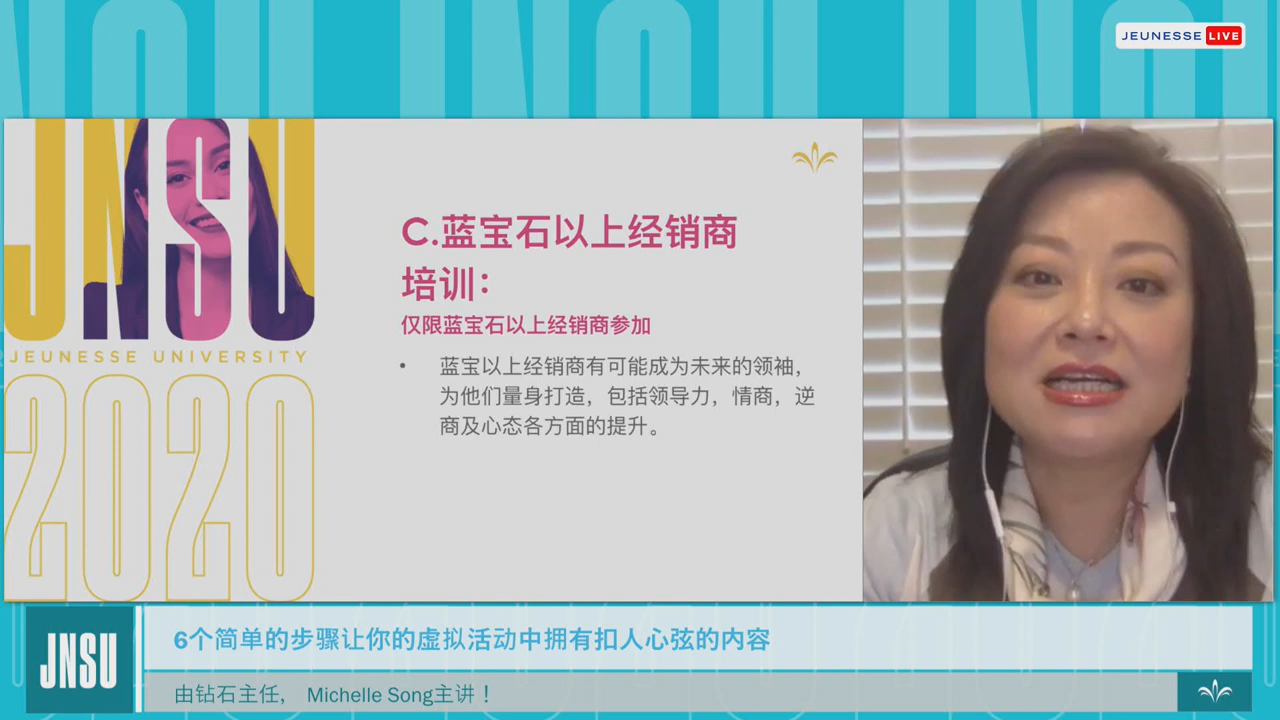 JEUNESSE LIVE
JNSU
JEUNESSE UNIVERSITY
2020
C.蓝宝石以上经销商
培训：
仅限蓝宝石以上经销商参加
• 蓝宝以上经销商有可能成为未来的领袖，
为他们量身打造，包括领导力，情商，逆
商及心态各方面的提升。
JNSU
6个简单的步骤让你的虚拟活动中拥有扣人心弦的内容
由钻石主任， Michelle Song主讲！